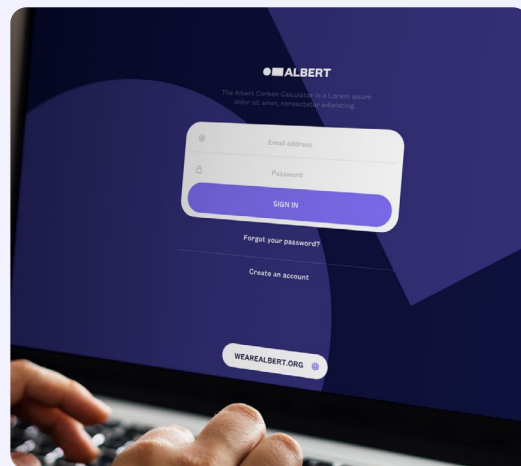 ALBERT
The Albert Carbon Calculator is a Lorem ipsum
dolor sit amet, consectetur adipiscing.
Email address
Password
SIGN IN
Forgot your password?
Create an account
WEAREALBERT.ORG